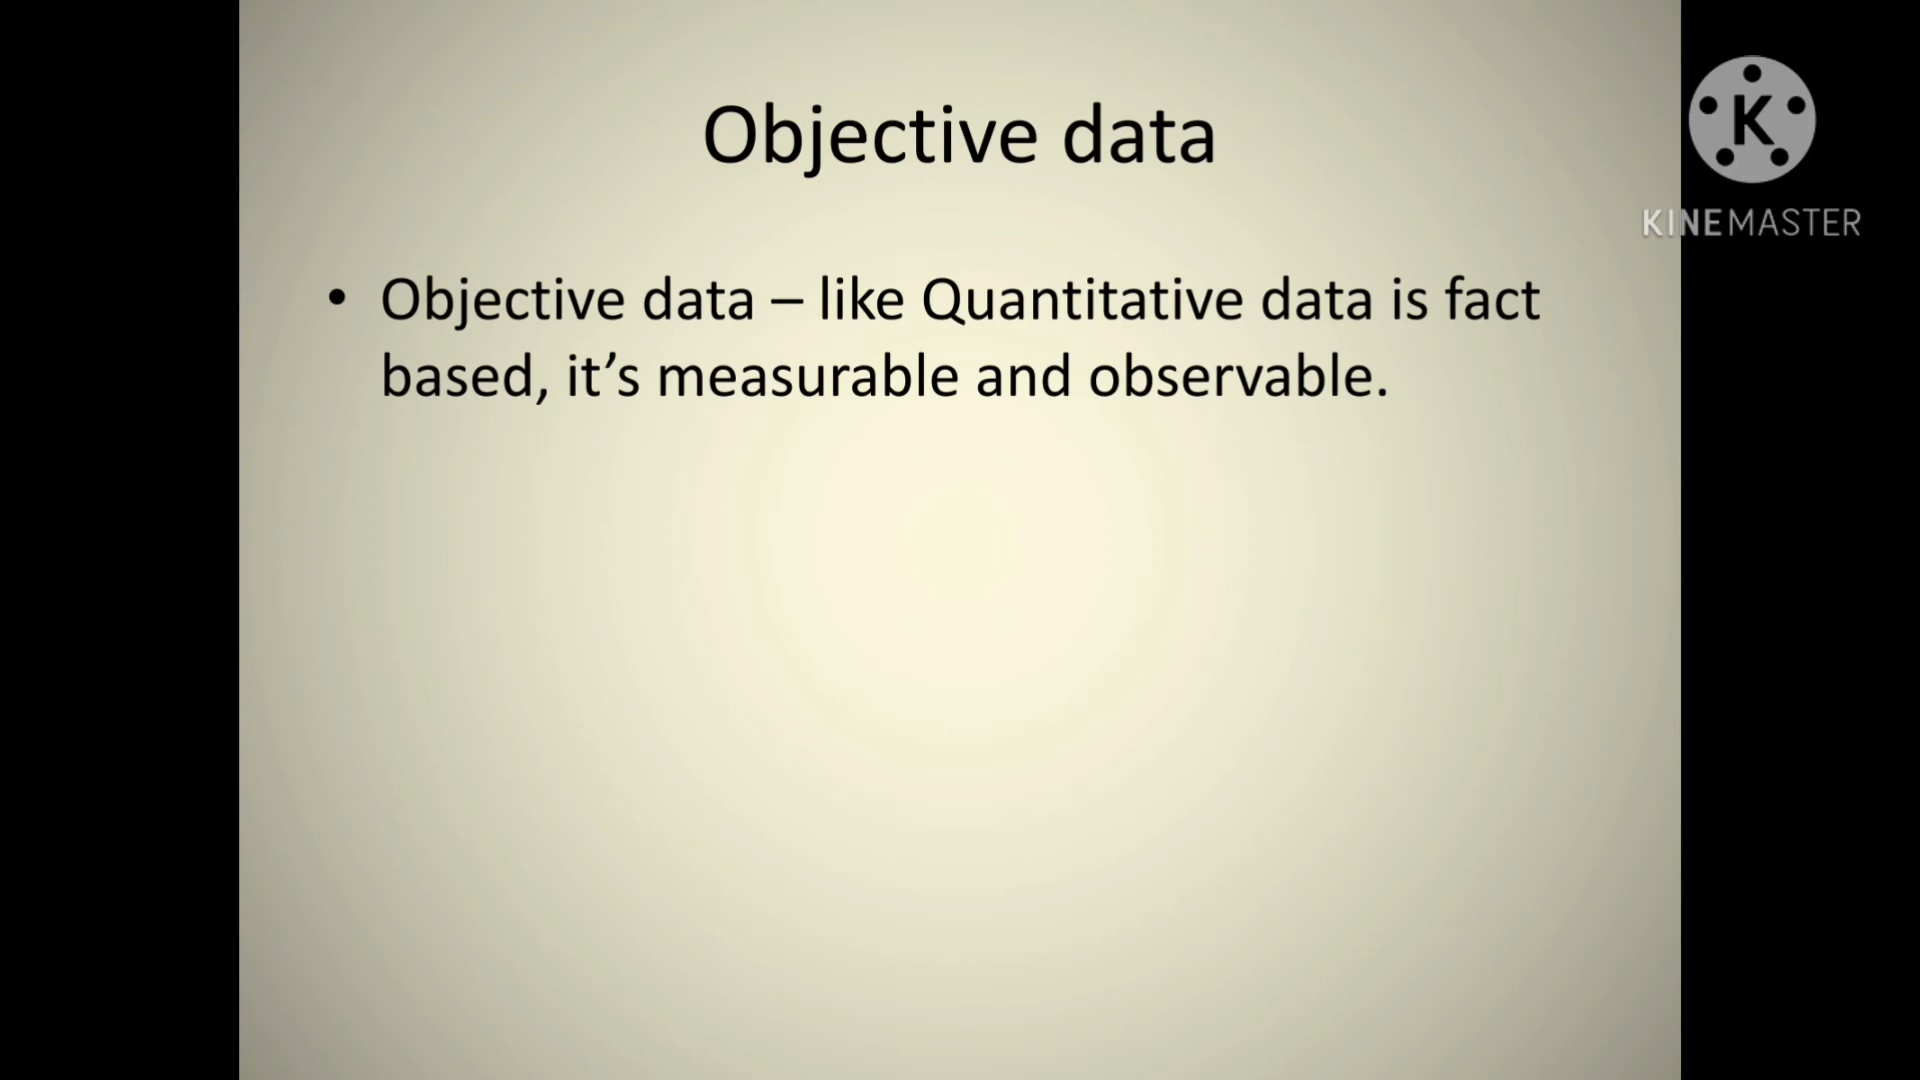 Objective data
K
KINEMASTER
• Objective data – like Quantitative data is fact
based, it’s measurable and observable.